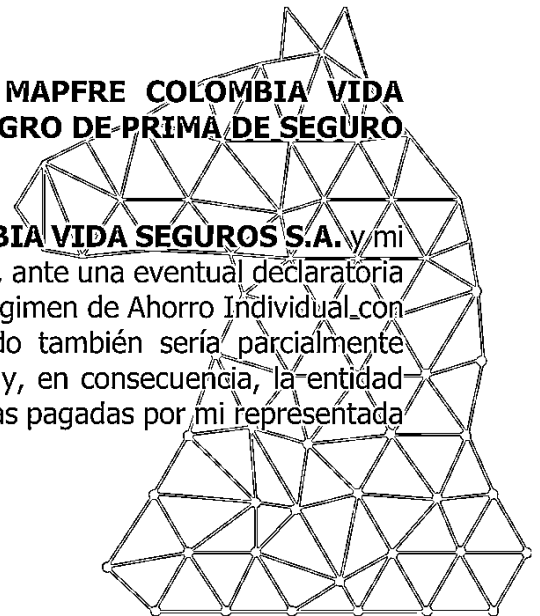 MAPFRE COLOMBIA VIDA
GRO DE PRIMA DE SEGURO
BIA VIDA SEGUROS S.A. y mi
, ante una eventual declaratoria
gimen de Ahorro Individual con
do también sería parcialmente
y, en consecuencia, la entidad
as pagadas por mi representada